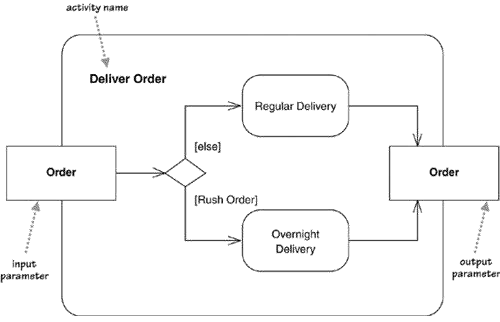 activity name
Deliver Order
Regular Delivery
[else]
Order
Order
[Rush Order]
Overnight
Delivery
input
parameter
output
parameter